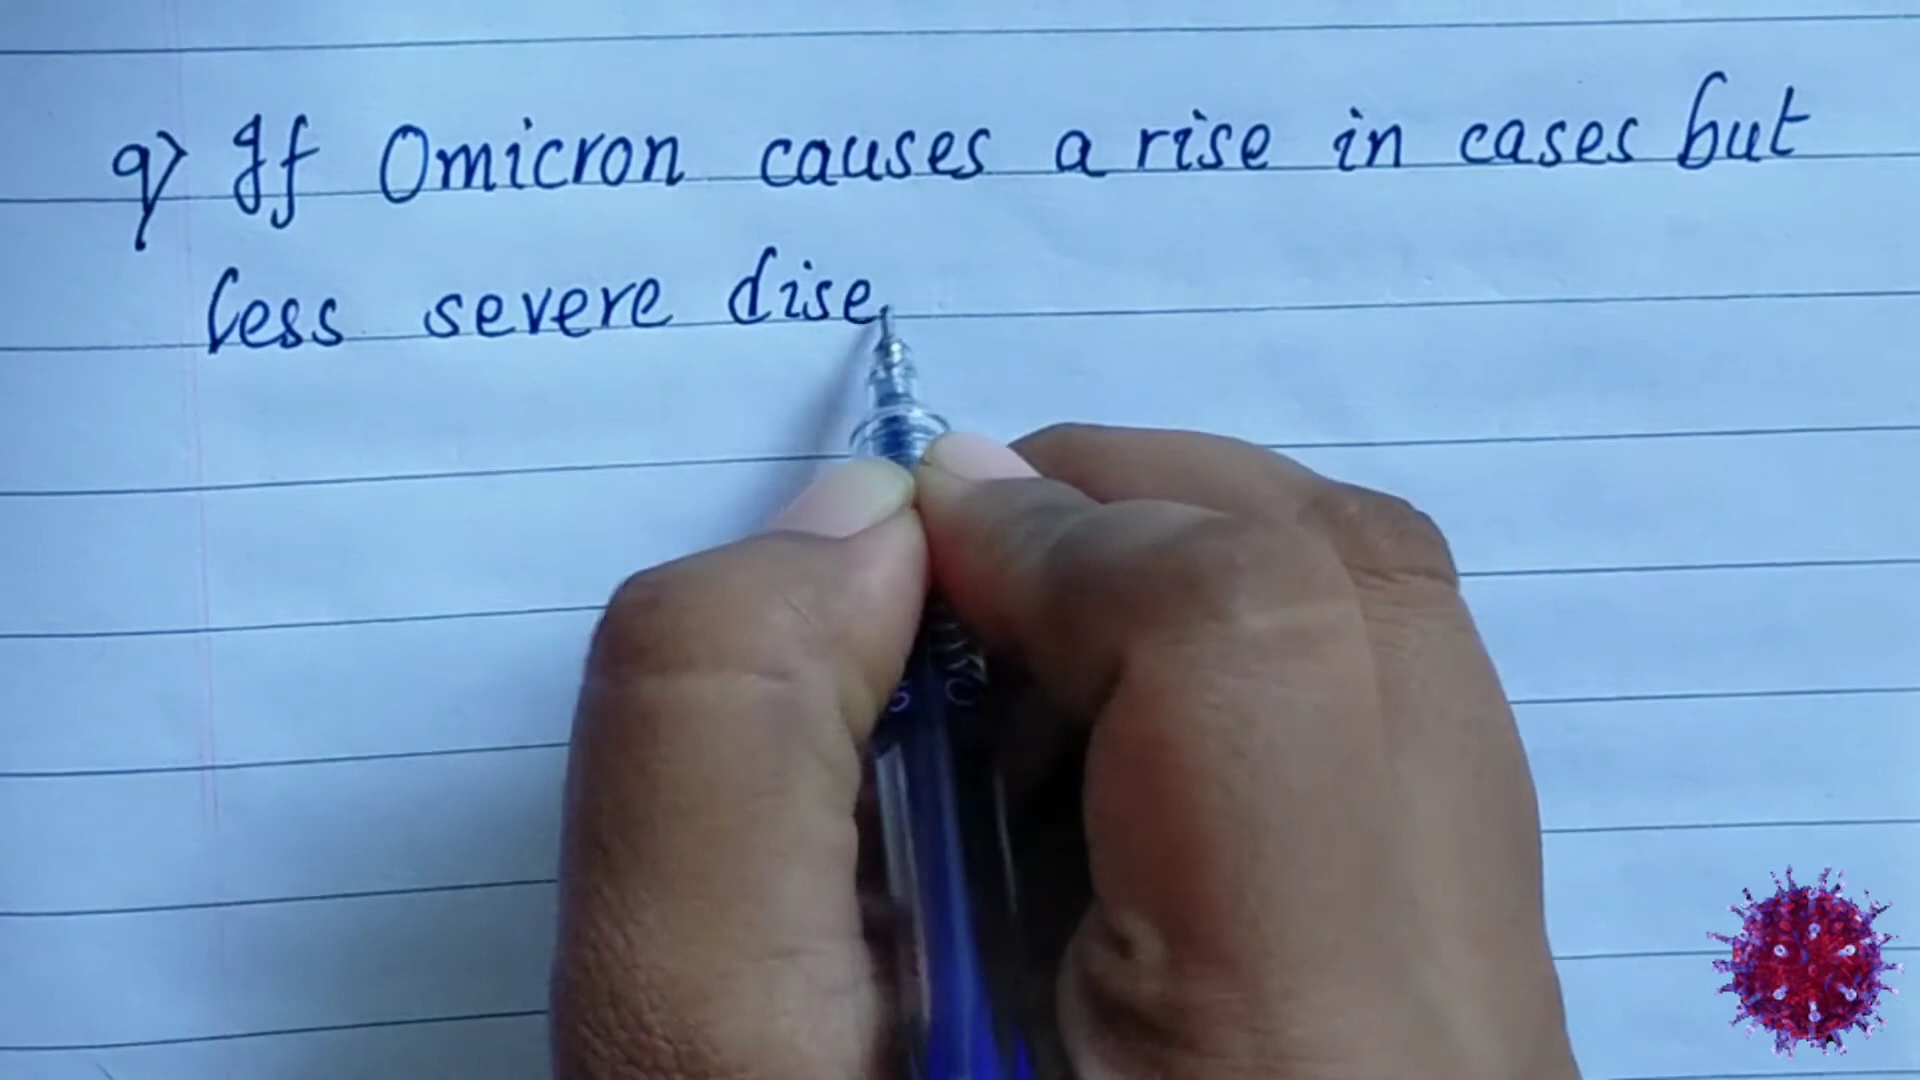 q) If Omicron causes a rise in cases but
less severe dise